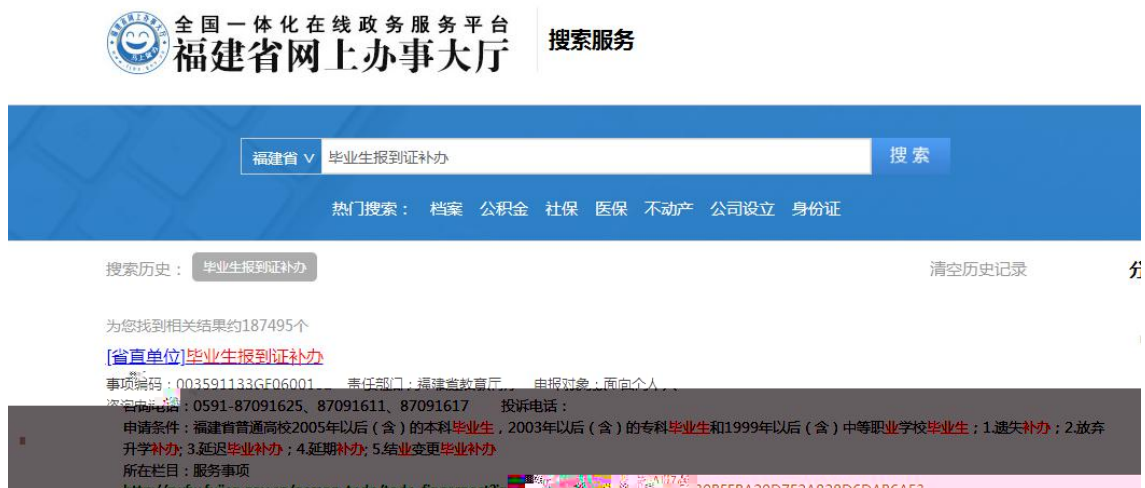 全国一体化在线政务服务平台
福建省网上办事大厅
搜索服务
福建省 ∨ 毕业生报到证补办 搜索
热门搜索： 档案 公积金 社保 医保 不动产 公司设立 身份证
搜索历史： 毕业生报到证补办 清空历史记录
为您找到相关结果约187495个
[省直单位]毕业生报到证补办
事项编码：003591133GF06001 责任部门：福建省教育厅 申报对象：面向个人
咨询电话：0591-87091625、87091611、87091617 投诉电话：
申请条件：福建省普通高校2005年以后（含）的本科毕业生，2003年以后（含）的专科毕业生和1999年以后（含）中等职业学校毕业生；1.遗失补办；2.放弃
升学补办; 3.延迟毕业补办；4.延期补办; 5.结业变更毕业补办
所在栏目：服务事项